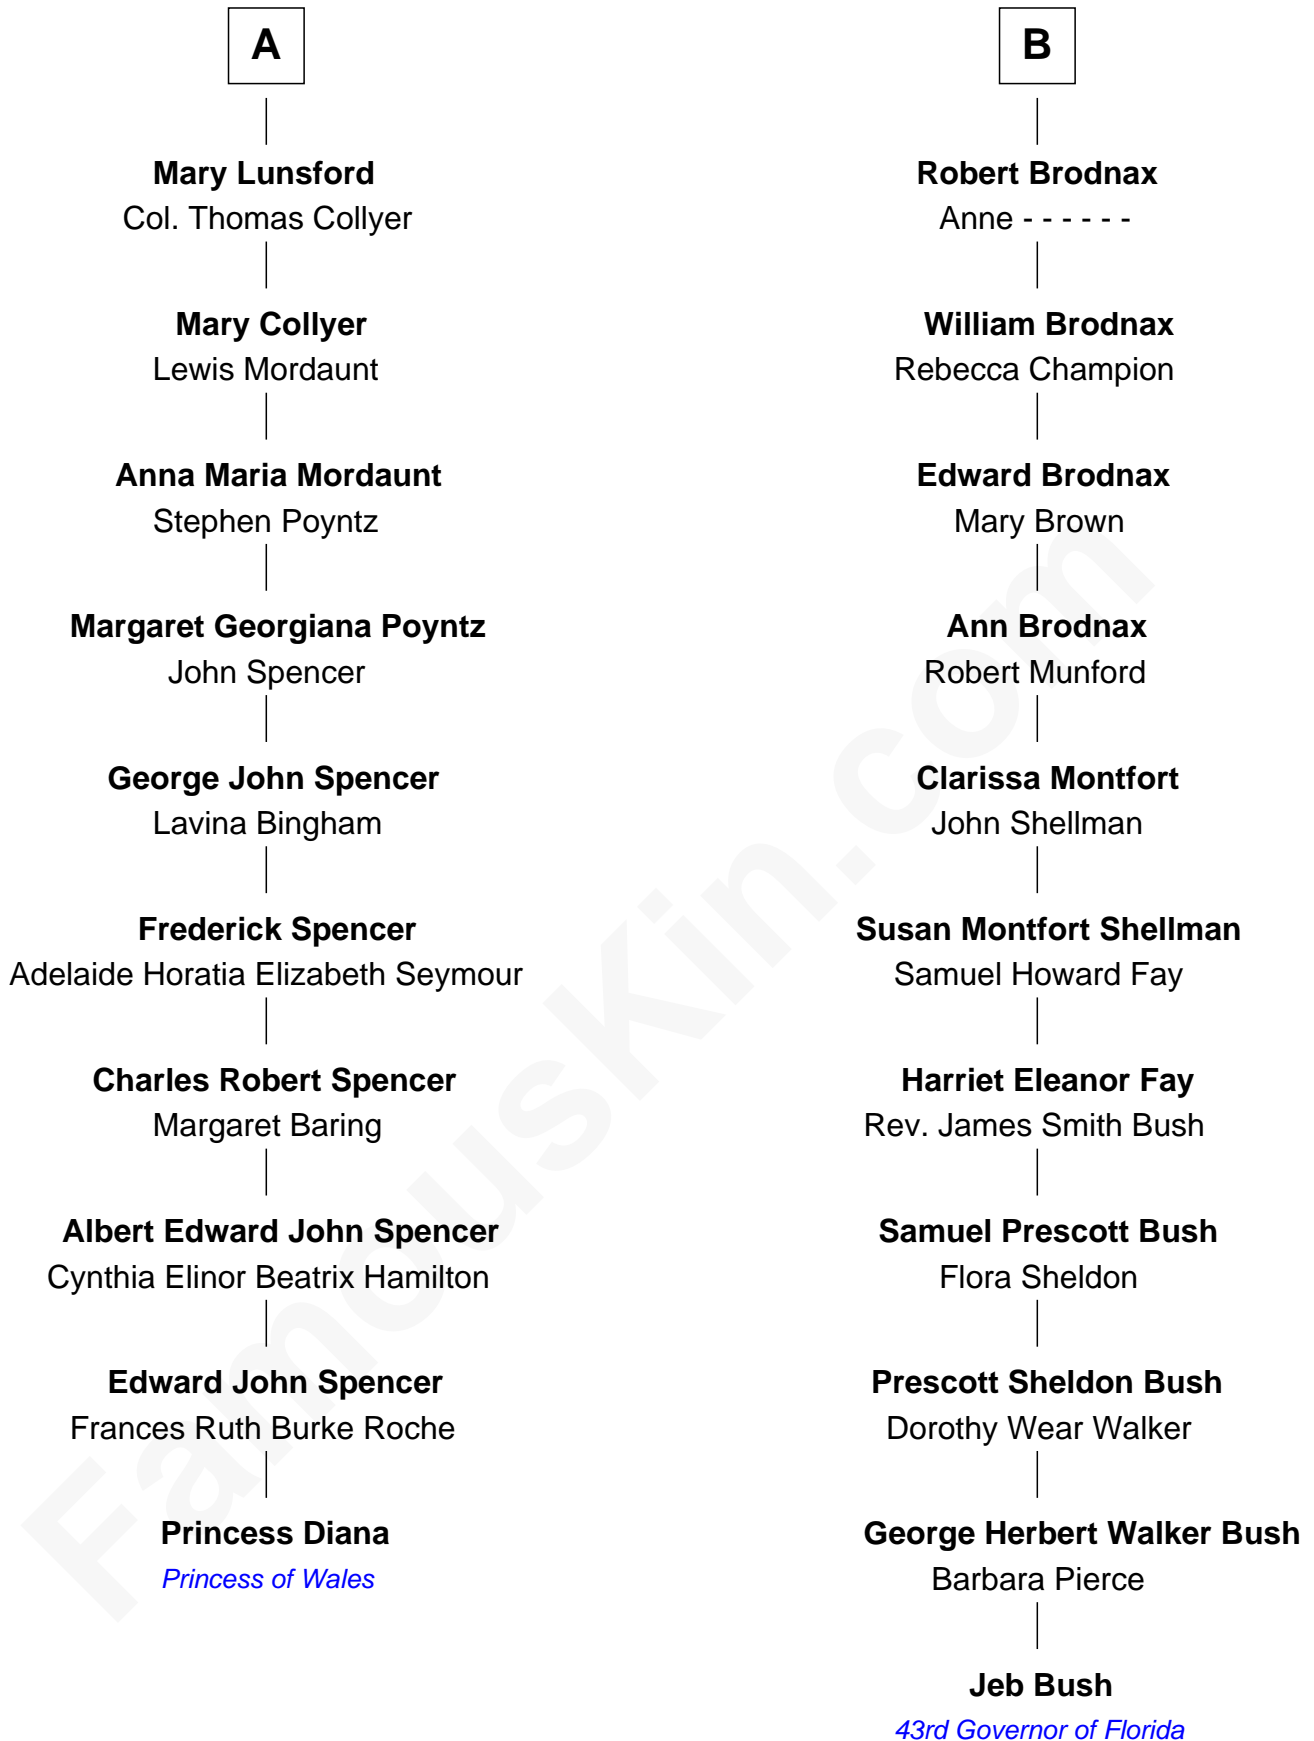 A
Mary Lunsford
Col. Thomas Collyer
Mary Collyer
Lewis Mordaunt
Anna Maria Mordaunt
Stephen Poyntz
Margaret Georgiana Poyntz
John Spencer
George John Spencer
Lavina Bingham
Frederick Spencer
Adelaide Horatia Elizabeth Seymour
Charles Robert Spencer
Margaret Baring
Albert Edward John Spencer
Cynthia Elinor Beatrix Hamilton
Edward John Spencer
Frances Ruth Burke Roche
Princess Diana
Princess of Wales
B
Robert Brodnax
Anne - - - - - -
William Brodnax
Rebecca Champion
Edward Brodnax
Mary Brown
Ann Brodnax
Robert Munford
Clarissa Montfort
John Shellman
Susan Montfort Shellman
Samuel Howard Fay
Harriet Eleanor Fay
Rev. James Smith Bush
Samuel Prescott Bush
Flora Sheldon
Prescott Sheldon Bush
Dorothy Wear Walker
George Herbert Walker Bush
Barbara Pierce
Jeb Bush
43rd Governor of Florida
FamousKin.com